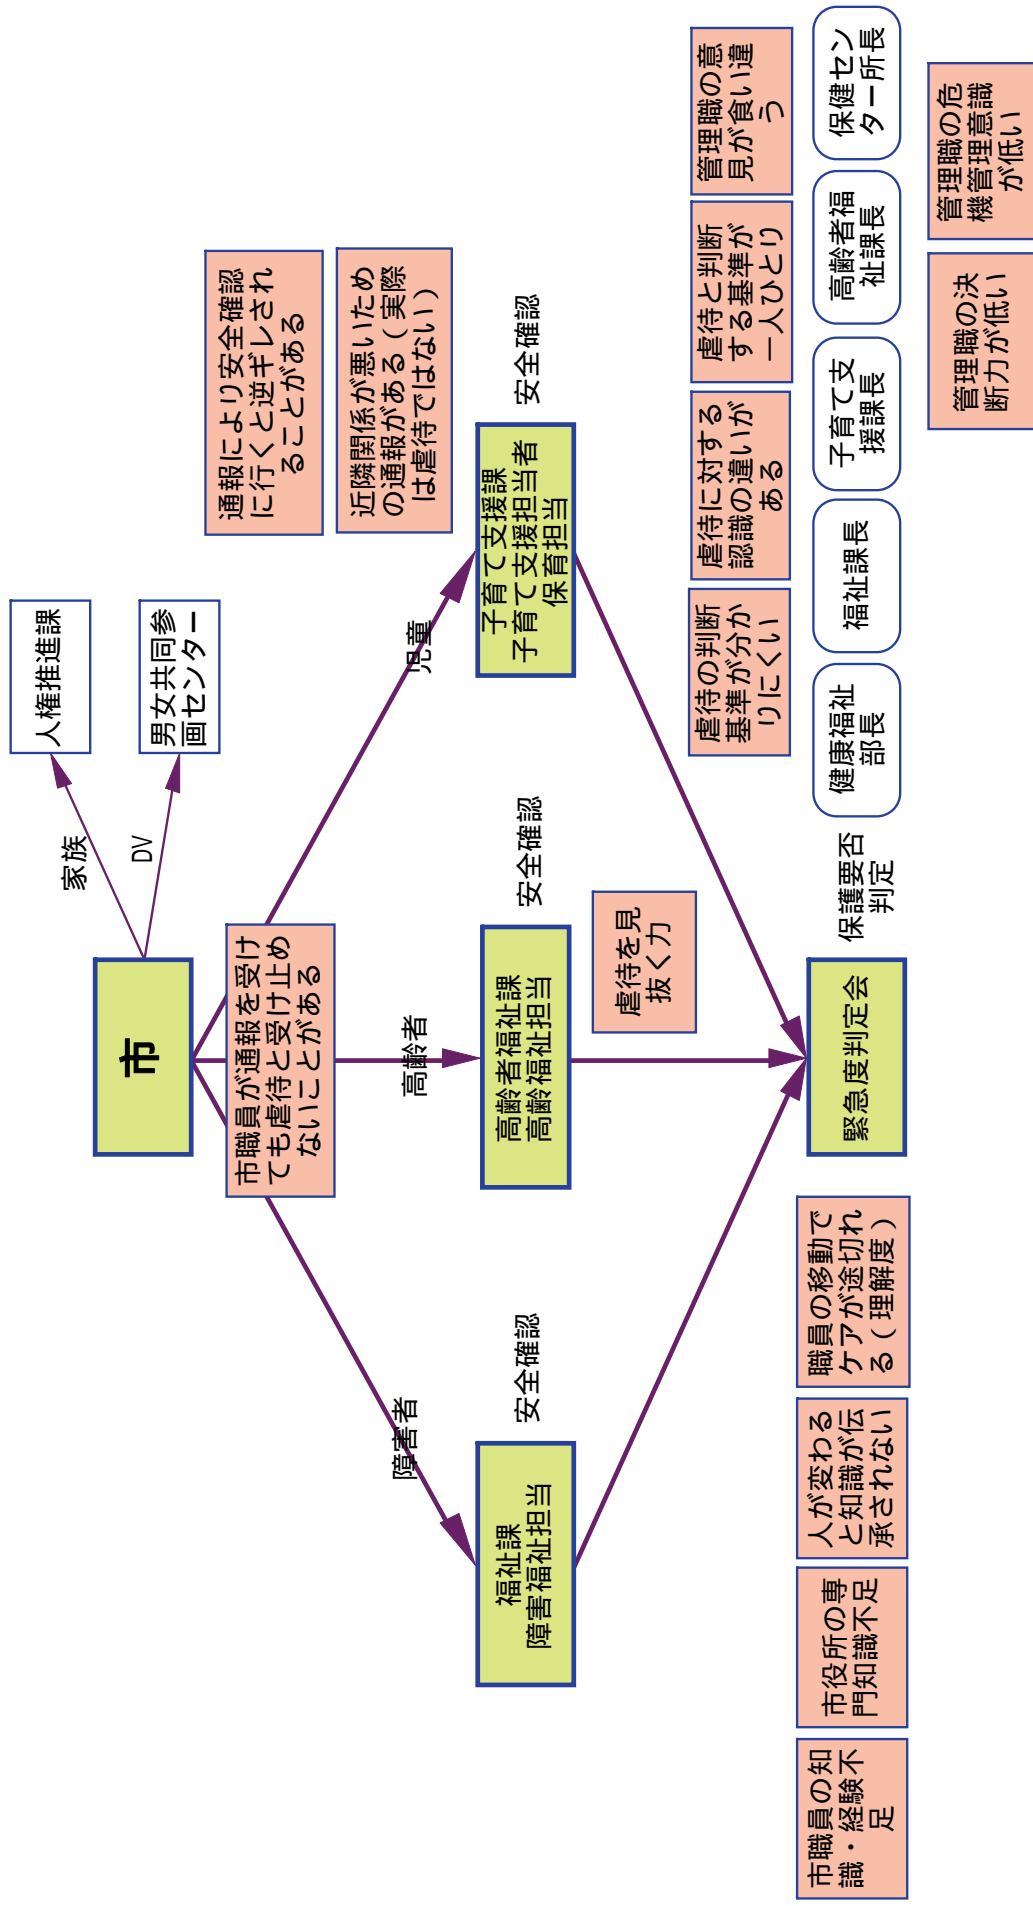 人権推進課
男女共同参
画センター
家族
DV
市
通報により安全確認
に行くと逆ギレされ
ることがある
近隣関係が悪いため
の通報がある（実際
は虐待ではない）
市職員が通報を受け
ても虐待と受け止め
ないことがある
障害者
高齢者
児童
福祉課
障害福祉担当
安全確認
高齢者福祉課
高齢福祉担当
安全確認
子育て支援課
子育て支援担当者
保育担当
安全確認
虐待を見
抜く力
虐待の判断
基準が分か
りにくい
虐待に対する
認識の違いが
ある
虐待と判断
する基準が
一人ひとり
管理職の意
見が食い違
う
市職員の知
識・経験不
足
市役所の専
門知識不足
人が変わる
と知識が伝
承されない
職員の移動で
ケアが途切れ
る（理解度）
緊急度判定会
保護要否
判定
健康福祉
部長
福祉課長
子育て支
援課長
高齢者福
祉課長
保健セン
ター所長
管理職の決
断力が低い
管理職の危
機管理意識
が低い